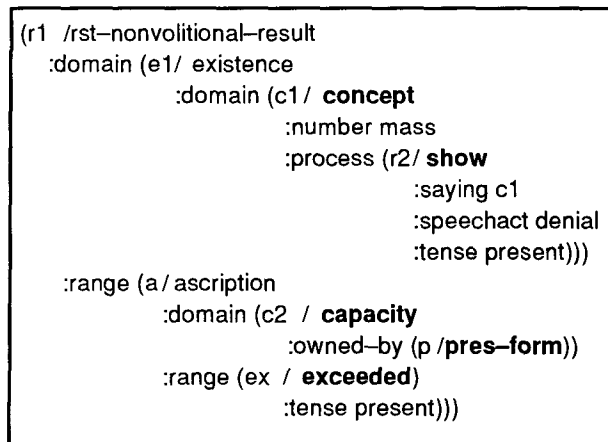 (r1 /rst–nonvolitional–result
:domain (e1/ existence
:domain (c1/ concept
:number mass
:process (r2/ show
:saying c1
:speechact denial
:tense present)))
:range (a/ ascription
:domain (c2 / capacity
:owned–by (p /pres–form))
:range (ex / exceeded)
:tense present)))